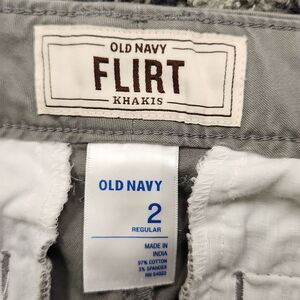 OLD NAVY
FLIRT
KHAKIS
OLD NAVY
2
REGULAR
MADE IN
INDIA
97% COTTON
3% SPANDEX